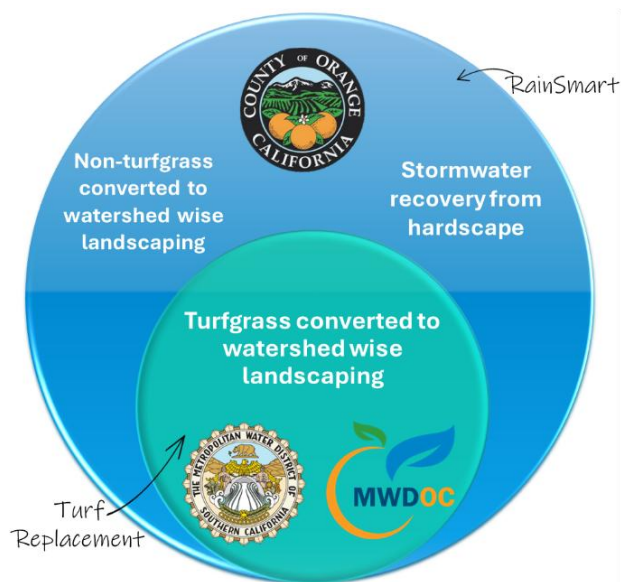 COUNTY OF ORANGE
CALIFORNIA
RainSmart
Non-turfgrass
converted to
watershed wise
landscaping
Stormwater
recovery from
hardscape
Turfgrass converted to
watershed wise
landscaping
THE METROPOLITAN WATER DISTRICT OF
SOUTHERN CALIFORNIA
MWDOC
Turf
Replacement